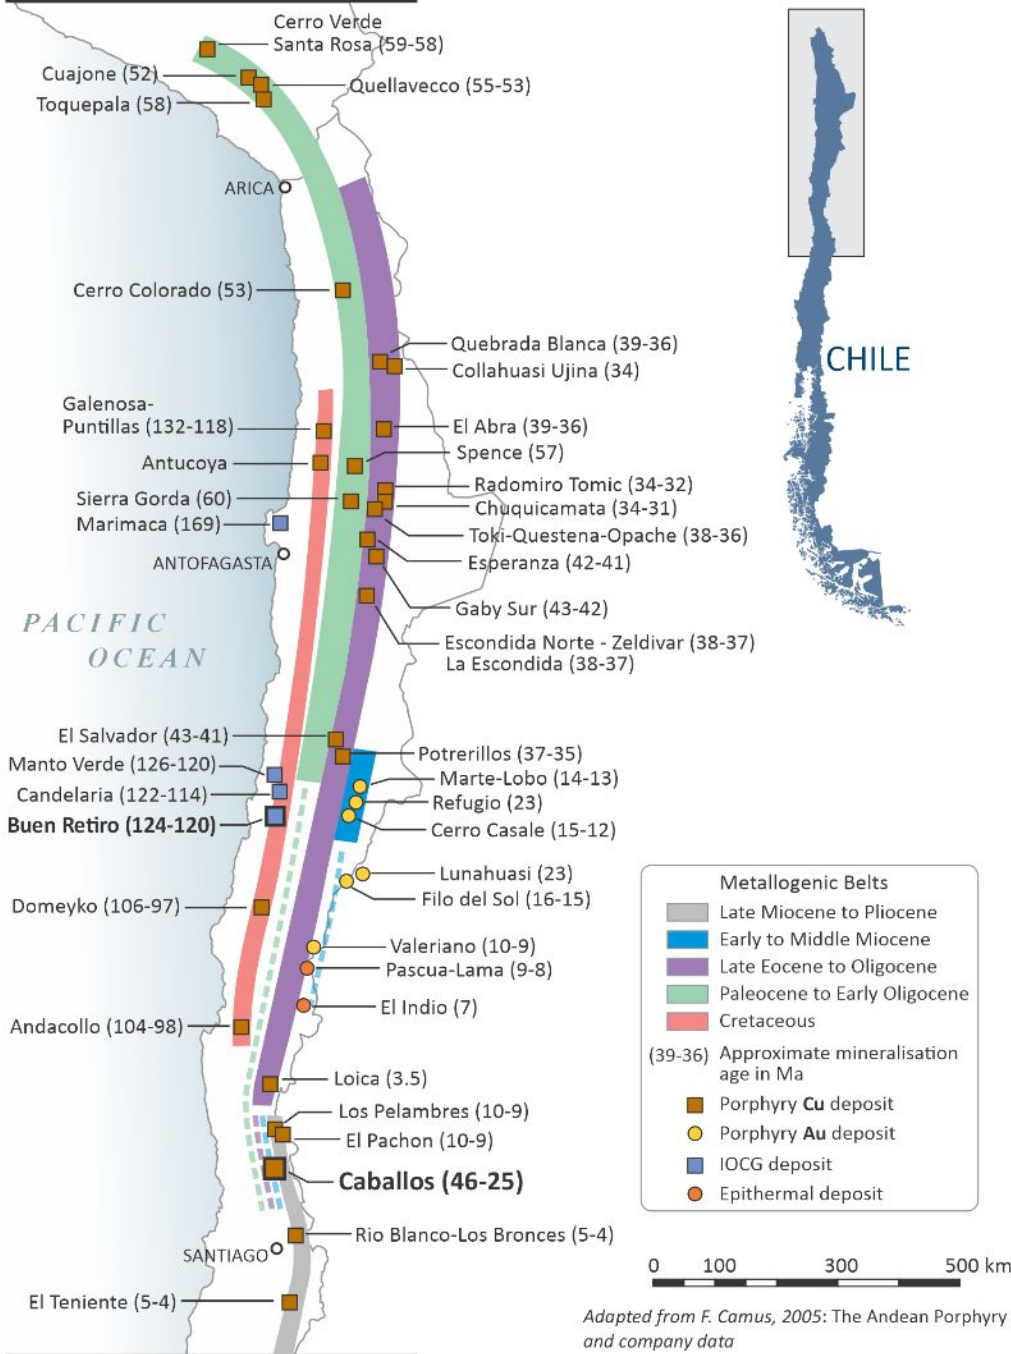 Cerro Verde
Santa Rosa (59-58)
Cuajone (52)
Quellavecco (55-53)
Toquepala (58)
ARICA
Cerro Colorado (53)
Quebrada Blanca (39-36)
Collahuasi Ujina (34)
CHILE
Galenosa-
Puntillas (132-118)
El Abra (39-36)
Antucoya
Spence (57)
Radomiro Tomic (34-32)
Sierra Gorda (60)
Chuquicamata (34-31)
Marimaca (169)
Toki-Questena-Opache (38-36)
ANTOFAGASTA
Esperanza (42-41)
Gaby Sur (43-42)
PACIFIC
OCEAN
Escondida Norte - Zeldivar (38-37)
La Escondida (38-37)
El Salvador (43-41)
Potrerillos (37-35)
Manto Verde (126-120)
Marte-Lobo (14-13)
Candelaria (122-114)
Refugio (23)
Buen Retiro (124-120)
Cerro Casale (15-12)
Lunahuasi (23)
Filo del Sol (16-15)
Domeyko (106-97)
Valeriano (10-9)
Pascua-Lama (9-8)
El Indio (7)
Andacollo (104-98)
Loica (3.5)
Los Pelambres (10-9)
El Pachon (10-9)
Caballos (46-25)
Rio Blanco-Los Bronces (5-4)
SANTIAGO
El Teniente (5-4)
Metallogenic Belts
Late Miocene to Pliocene
Early to Middle Miocene
Late Eocene to Oligocene
Paleocene to Early Oligocene
Cretaceous
(39-36) Approximate mineralisation
age in Ma
Porphyry Cu deposit
Porphyry Au deposit
IOCG deposit
Epithermal deposit
0 100 300 500 km
Adapted from F. Camus, 2005: The Andean Porphyry
and company data